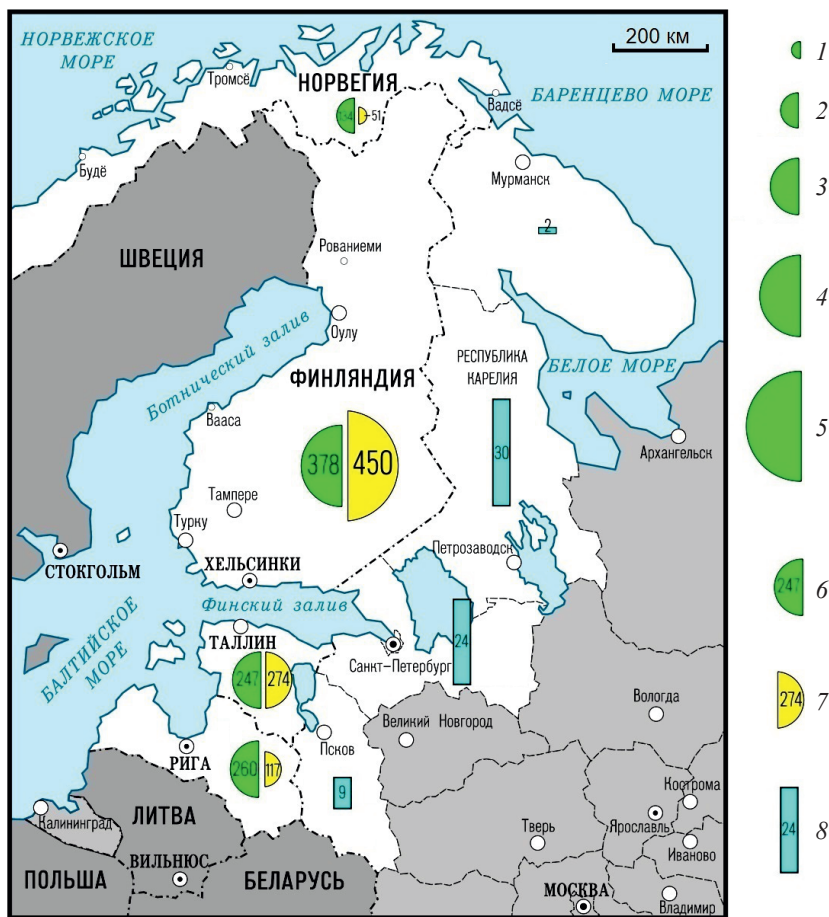 НОРВЕЖСКОЕ
МОРЕ
Тромсё
НОРВЕГИЯ
200 км
134
51
Вадсё
БАРЕНЦЕВО МОРЕ
Будё
Мурманск
2
ШВЕЦИЯ
Рованиеми
Оулу
Ботнический залив
РЕСПУБЛИКА
КАРЕЛИЯ
БЕЛОЕ МОРЕ
ФИНЛЯНДИЯ
Вааса
378
450
30
Архангельск
Тампере
Турку
Петрозаводск
СТОКГОЛЬМ
ХЕЛЬСИНКИ
Финский залив
24
БАЛТИЙСКОЕ
МОРЕ
ТАЛЛИН
Санкт-Петербург
247
274
Вологда
Великий Новгород
Псков
РИГА
260
117
9
ЛИТВА
Калининград
Кострома
Ярославль
Тверь
Иваново
ВИЛЬНЮС
ПОЛЬША
БЕЛАРУСЬ
МОСКВА
Владимир
1
2
3
4
5
247
6
274
7
24
8